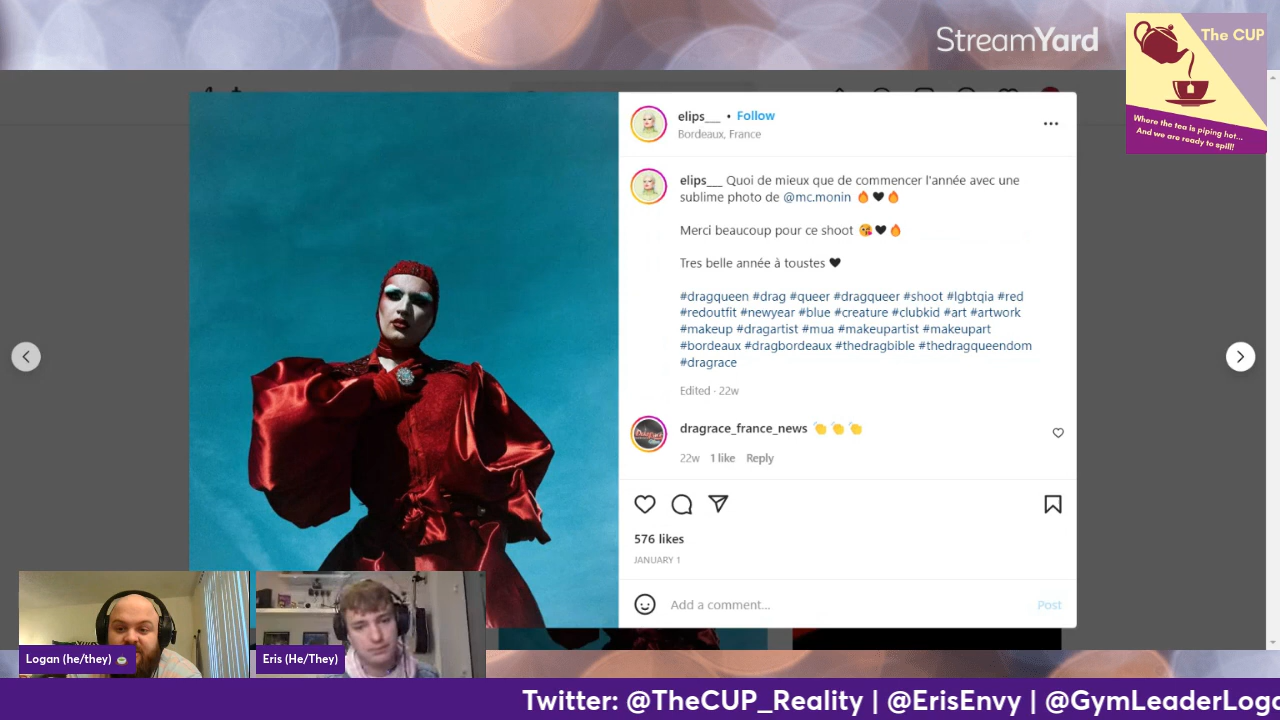 StreamYard
The CUP
Where the tea is piping hot...
And we are ready to spill!
elips___ • Follow
Bordeaux, France
elips___ Quoi de mieux que de commencer l'année avec une
sublime photo de @mc.monin 🔥🖤🔥
Merci beaucoup pour ce shoot 😘🖤🔥
Tres belle année à toustes 🖤
#dragqueen #drag #queer #dragqueer #shoot #lgbtqia #red
#redoutfit #newyear #blue #creature #clubkid #art #artwork
#makeup #dragartist #mua #makeupartist #makeupart
#bordeaux #dragbordeaux #thedragbible #thedragqueendom
#dragrace
Edited · 22w
dragrace_france_news 👏👏👏
22w 1 like Reply
576 likes
JANUARY 1
Add a comment...
Post
Logan (he/they) 🍵
Eris (He/They)
Twitter: @TheCUP_Reality | @ErisEnvy | @GymLeaderLoga